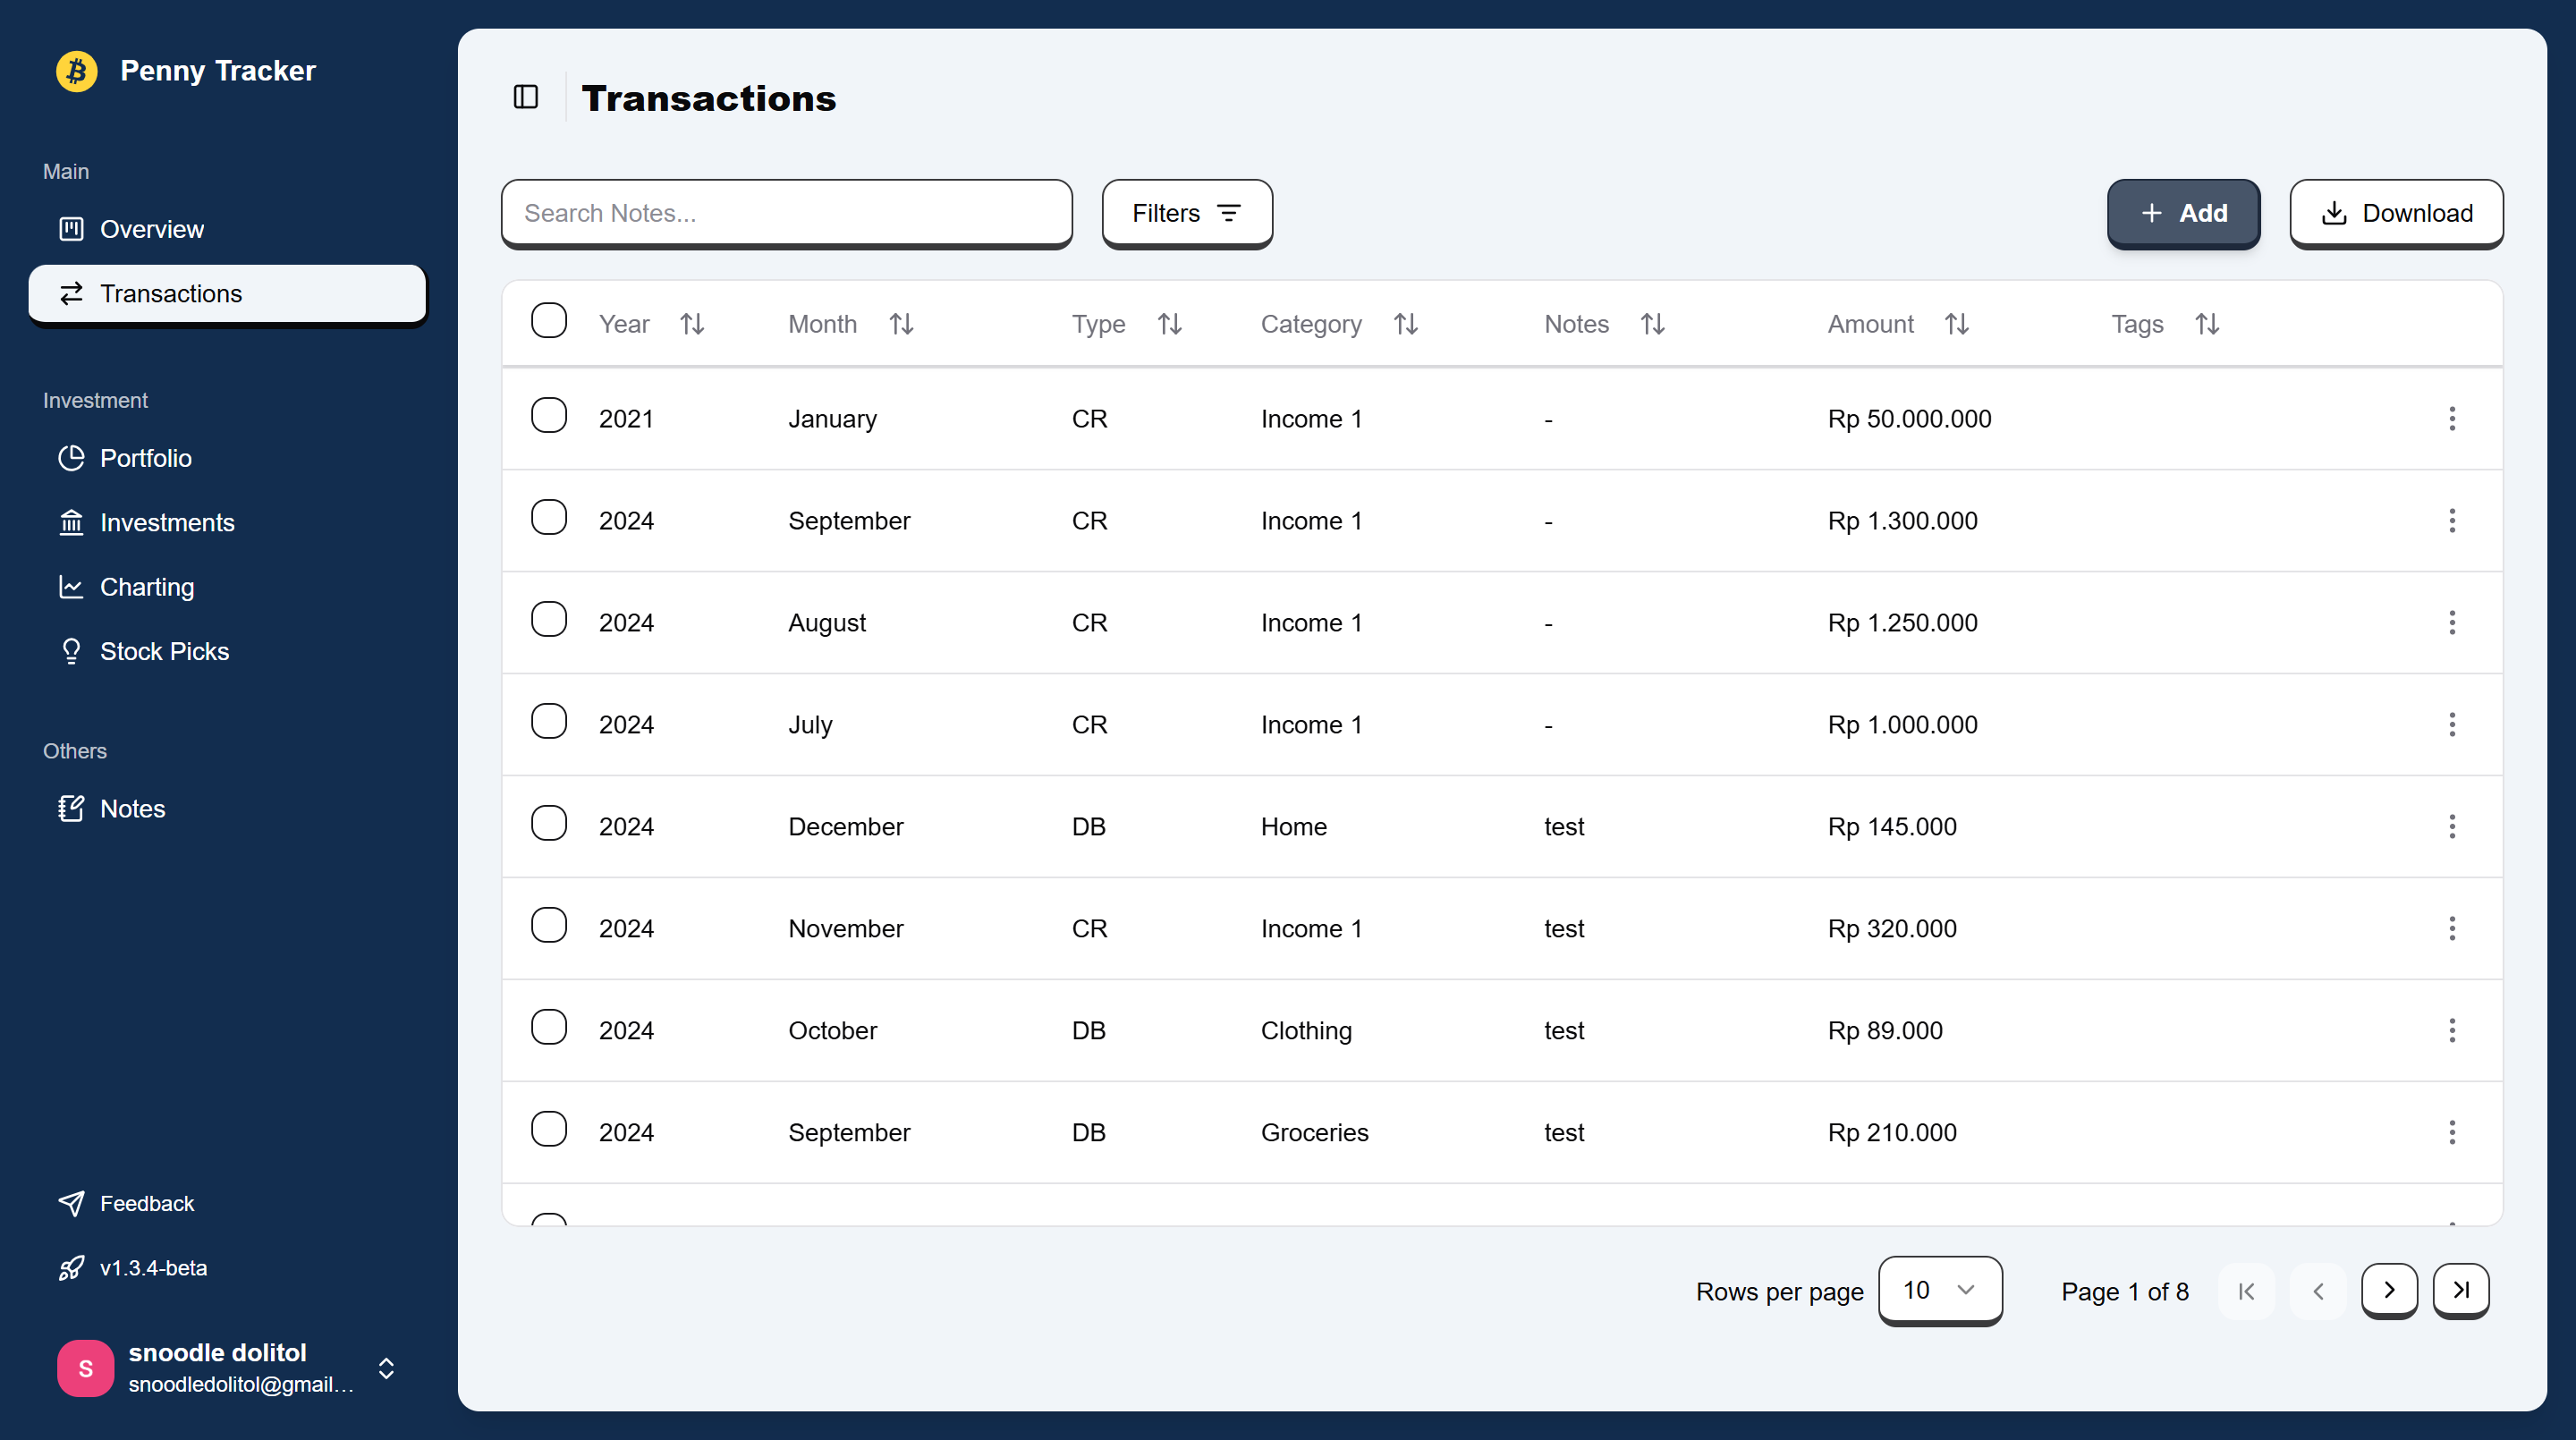 Penny Tracker
Main
Overview
Transactions
Investment
Portfolio
Investments
Charting
Stock Picks
Others
Notes
Feedback
v1.3.4-beta
S
snoodle dolitol
snoodledolitol@gmail...
Transactions
Search Notes...
Filters
Add
Download
Year Month Type Category Notes Amount Tags
2021 January CR Income 1 - Rp 50.000.000
2024 September CR Income 1 - Rp 1.300.000
2024 August CR Income 1 - Rp 1.250.000
2024 July CR Income 1 - Rp 1.000.000
2024 December DB Home test Rp 145.000
2024 November CR Income 1 test Rp 320.000
2024 October DB Clothing test Rp 89.000
2024 September DB Groceries test Rp 210.000
Rows per page 10 Page 1 of 8